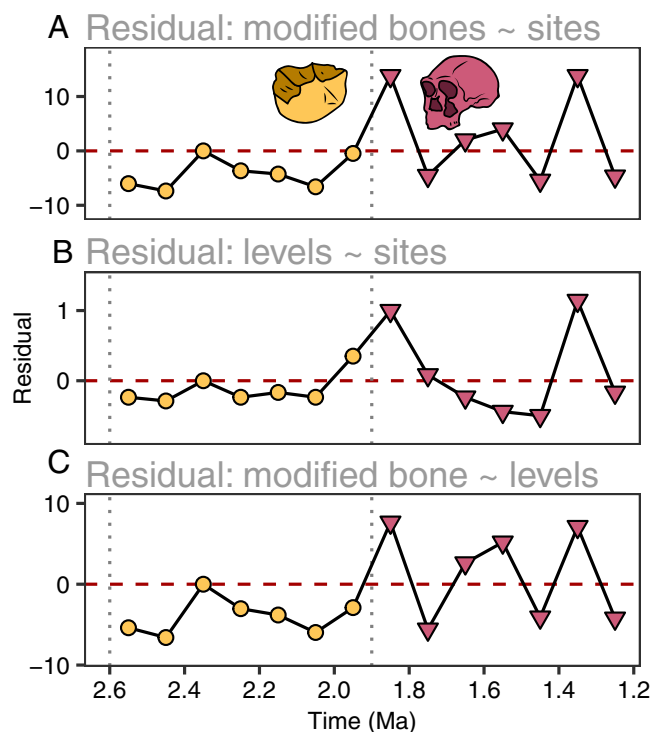 A Residual: modified bones ~ sites
10
0
−10
B Residual: levels ~ sites
1
0
Residual
C Residual: modified bone ~ levels
10
0
−10
2.6 2.4 2.2 2.0 1.8 1.6 1.4 1.2
Time (Ma)